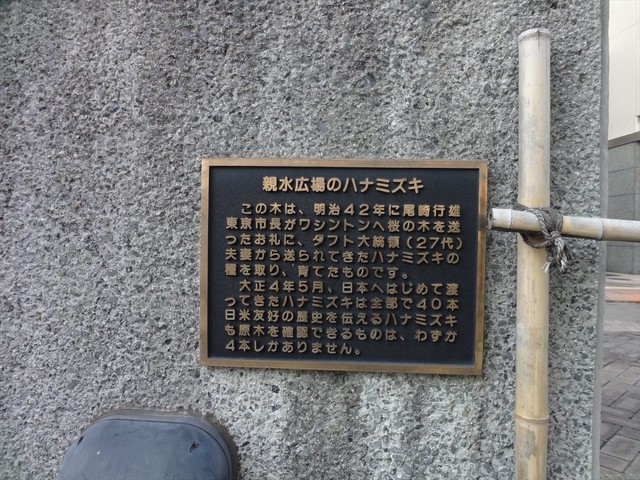 親水広場のハナミズキ
この木は、明治42年に尾崎行雄
東京市長がワシントンへ桜の木を送
ったお礼に、タフト大統領(27代)
夫妻から送られてきたハナミズキの
種を取り、育てたものです。
大正4年5月、日本へはじめて渡
ってきたハナミズキは全部で40本
日米友好の歴史を伝えるハナミズキ
も原木を確認できるものは、わずか
4本しかありません。